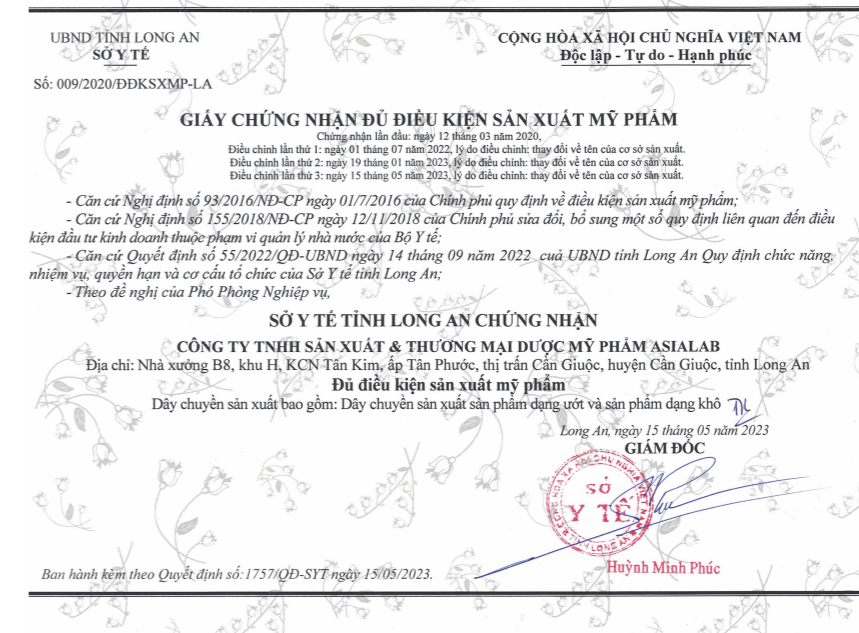 UBND TỈNH LONG AN
SỞ Y TẾ
CỘNG HÒA XÃ HỘI CHỦ NGHĨA VIỆT NAM
Độc lập - Tự do - Hạnh phúc
Số: 009/2020/ĐĐKSXMP-LA
GIẤY CHỨNG NHẬN ĐỦ ĐIỀU KIỆN SẢN XUẤT MỸ PHẨM
Chứng nhận lần đầu: ngày 12 tháng 03 năm 2020,
Điều chỉnh lần thứ 1: ngày 01 tháng 07 năm 2022, lý do điều chỉnh: thay đổi về tên của cơ sở sản xuất.
Điều chỉnh lần thứ 2: ngày 19 tháng 01 năm 2023, lý do điều chỉnh: thay đổi về tên của cơ sở sản xuất.
Điều chỉnh lần thứ 3: ngày 15 tháng 05 năm 2023, lý do điều chỉnh: thay đổi về tên của cơ sở sản xuất.
- Căn cứ Nghị định số 93/2016/NĐ-CP ngày 01/7/2016 của Chính phủ quy định về điều kiện sản xuất mỹ phẩm;
- Căn cứ Nghị định số 155/2018/NĐ-CP ngày 12/11/2018 của Chính phủ sửa đổi, bổ sung một số quy định liên quan đến điều
kiện đầu tư kinh doanh thuộc phạm vi quản lý nhà nước của Bộ Y tế;
- Căn cứ Quyết định số 55/2022/QĐ-UBND ngày 14 tháng 09 năm 2022 cuả UBND tỉnh Long An Quy định chức năng,
nhiệm vụ, quyền hạn và cơ cấu tổ chức của Sở Y tế tỉnh Long An;
- Theo đề nghị của Phó Phòng Nghiệp vụ,
SỞ Y TẾ TỈNH LONG AN CHỨNG NHẬN
CÔNG TY TNHH SẢN XUẤT & THƯƠNG MẠI DƯỢC MỸ PHẨM ASIALAB
Địa chỉ: Nhà xưởng B8, khu H, KCN Tân Kim, ấp Tân Phước, thị trấn Cần Giuộc, huyện Cần Giuộc, tỉnh Long An
Đủ điều kiện sản xuất mỹ phẩm
Dây chuyền sản xuất bao gồm: Dây chuyền sản xuất sản phẩm dạng ướt và sản phẩm dạng khô
Long An, ngày 15 tháng 05 năm 2023
GIÁM ĐỐC
CỘNG HÒA XÃ HỘI CHỦ NGHĨA VIỆT NAM
SỞ
Y TẾ
TỈNH LONG AN
Huỳnh Minh Phúc
Ban hành kèm theo Quyết định số:1757/QĐ-SYT ngày 15/05/2023.